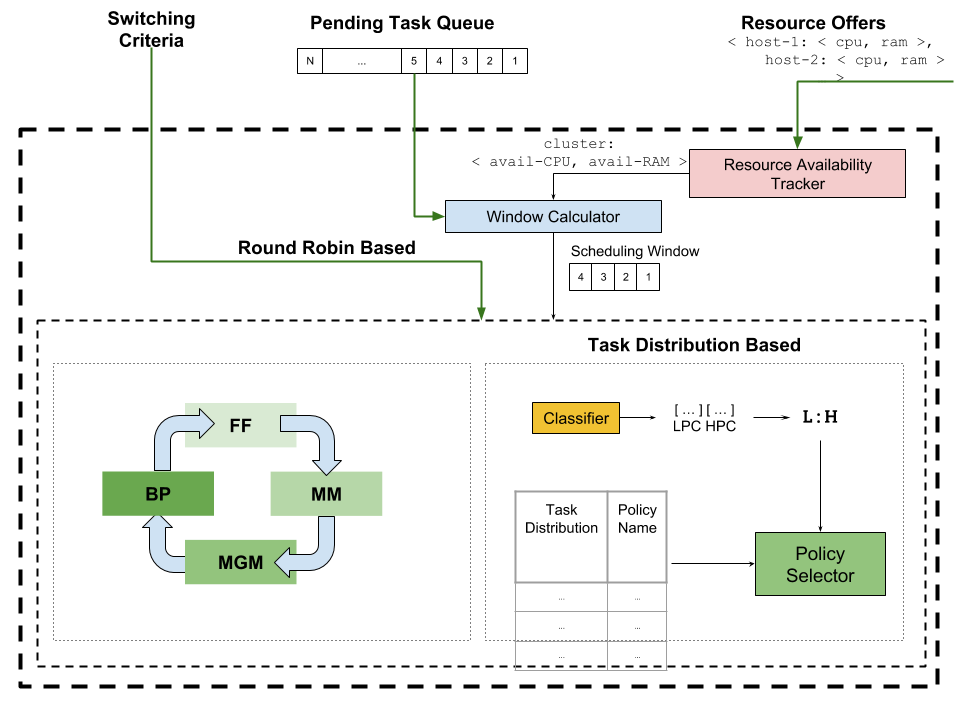 Switching
Criteria
Pending Task Queue
N ... 5 4 3 2 1
Resource Offers
< host-1: < cpu, ram >,
host-2: < cpu, ram >
>
cluster:
< avail-CPU, avail-RAM >
Resource Availability
Tracker
Window Calculator
Round Robin Based
Scheduling Window
4 3 2 1
Task Distribution Based
FF
MM
MGM
BP
Classifier
[...][...]
LPC HPC
L:H
Task
Distribution
Policy
Name
... ...
... ...
... ...
Policy
Selector